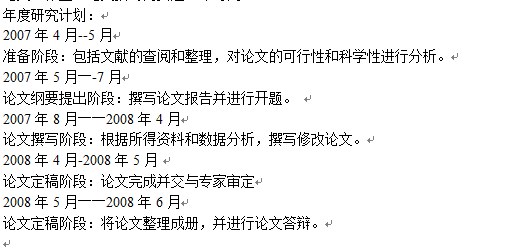 年度研究计划：
2007 年 4 月--5 月
准备阶段：包括文献的查阅和整理，对论文的可行性和科学性进行分析。
2007 年 5 月—-7 月
论文纲要提出阶段：撰写论文报告并进行开题。
2007 年 8 月——2008 年 4 月
论文撰写阶段：根据所得资料和数据分析，撰写修改论文。
2008 年 4 月-2008 年 5 月
论文定稿阶段：论文完成并交与专家审定
2008 年 5 月——2008 年 6 月
论文定稿阶段：将论文整理成册，并进行论文答辩。